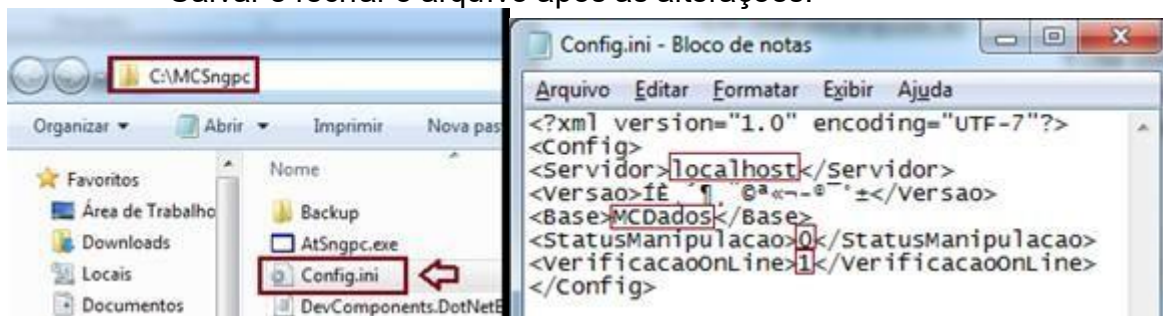 Salvar e fechar o arquivo após as alterações.
C:\MCSngpc
Organizar Abrir Imprimir Nova pas
Favoritos
Área de Trabalho
Downloads
Locais
Documentos
Nome
Backup
AtSngpc.exe
Config.ini
DevComponents.DotNetB
Config.ini - Bloco de notas
Arquivo Editar Formatar Exibir Ajuda
<?xml version="1.0" encoding="UTF-7"?>
<Config>
<Servidor>localhost</Servidor>
<Versao></Versao>
<Base>MCDados</Base>
<StatusManipulacao>0</StatusManipulacao>
<VerificacaoOnLine>1</VerificacaoOnLine>
</Config>